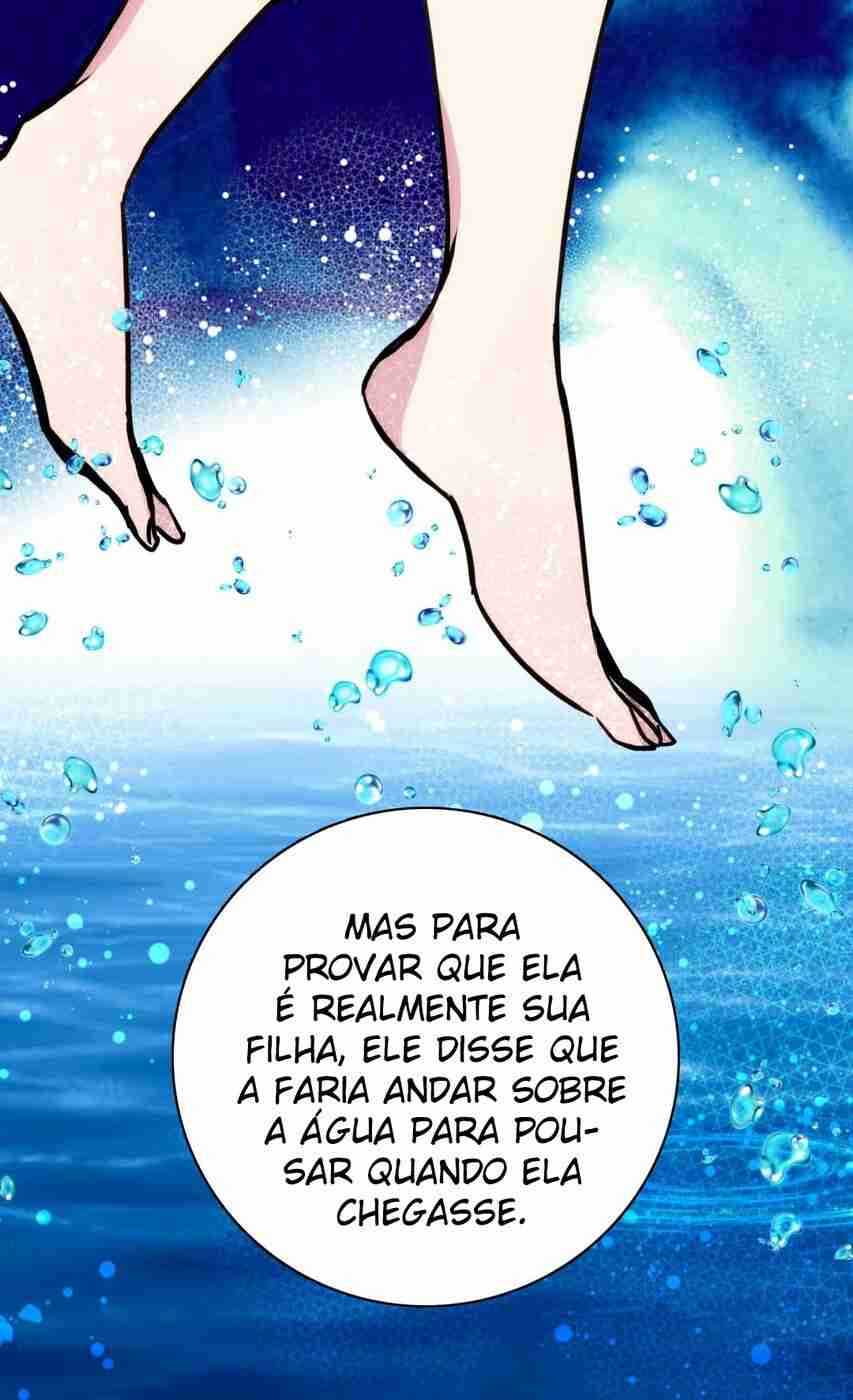 MAS PARA
PROVAR QUE ELA
É REALMENTE SUA
FILHA, ELE DISSE QUE
A FARIA ANDAR SOBRE
A ÁGUA PARA POU-
SAR QUANDO ELA
CHEGASSE.